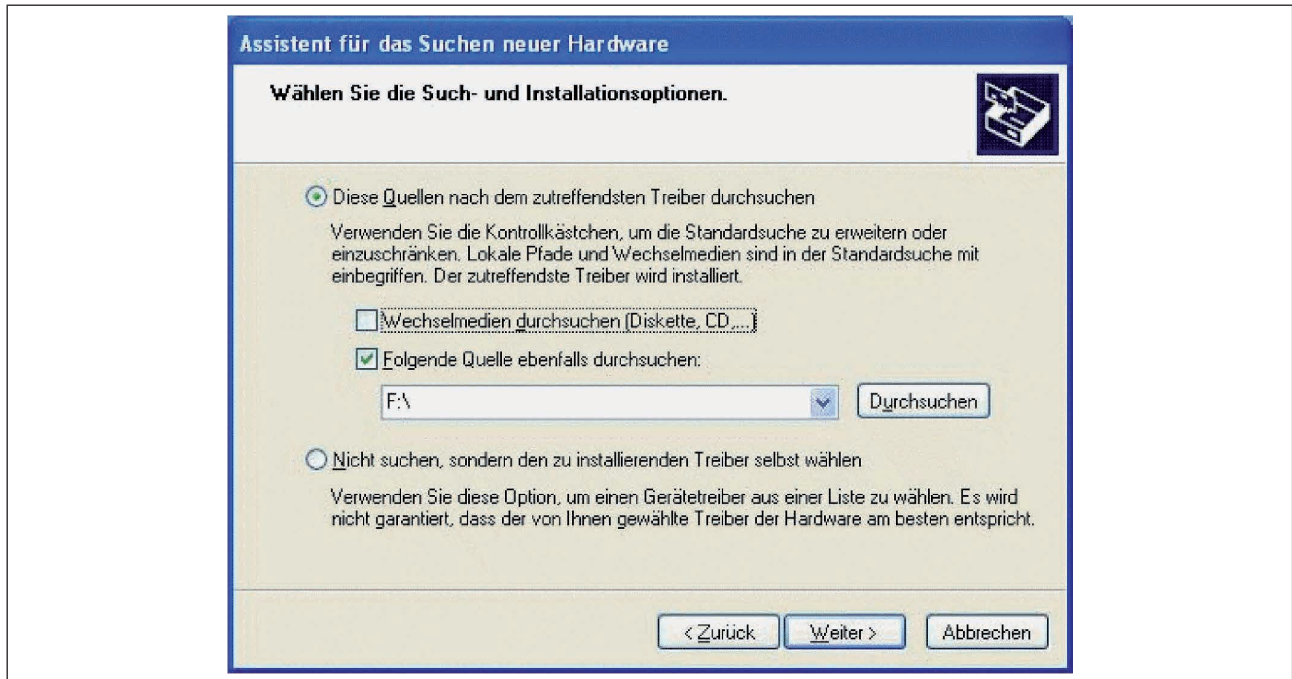 Assistent für das Suchen neuer Hardware
Wählen Sie die Such- und Installationsoptionen.
Diese Quellen nach dem zutreffendsten Treiber durchsuchen
Verwenden Sie die Kontrollkästchen, um die Standardsuche zu erweitern oder
einzuschränken. Lokale Pfade und Wechselmedien sind in der Standardsuche mit
einbegriffen. Der zutreffendste Treiber wird installiert.
Wechselmedien durchsuchen (Diskette, CD,...)
Folgende Quelle ebenfalls durchsuchen:
F:\
Durchsuchen
Nicht suchen, sondern den zu installierenden Treiber selbst wählen
Verwenden Sie diese Option, um einen Gerätetreiber aus einer Liste zu wählen. Es wird
nicht garantiert, dass der von Ihnen gewählte Treiber der Hardware am besten entspricht.
< Zurück
Weiter >
Abbrechen